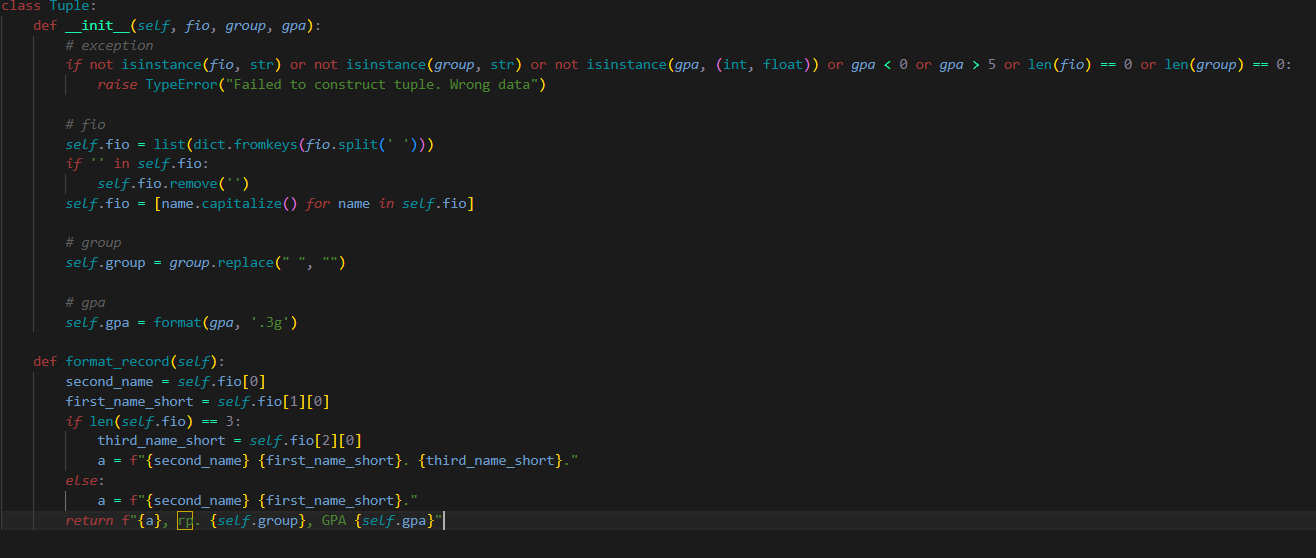 class Tuple:
    def __init__(self, fio, group, gpa):
        # exception
        if not isinstance(fio, str) or not isinstance(group, str) or not isinstance(gpa, (int, float)) or gpa < 0 or gpa > 5 or len(fio) == 0 or len(group) == 0:
            raise TypeError("Failed to construct tuple. Wrong data")

        # fio
        self.fio = list(dict.fromkeys(fio.split(' ')))
        if '' in self.fio:
            self.fio.remove('')
        self.fio = [name.capitalize() for name in self.fio]

        # group
        self.group = group.replace(" ", "")

        # gpa
        self.gpa = format(gpa, '.3g')

    def format_record(self):
        second_name = self.fio[0]
        first_name_short = self.fio[1][0]
        if len(self.fio) == 3:
            third_name_short = self.fio[2][0]
            a = f"{second_name} {first_name_short}. {third_name_short}."
        else:
            a = f"{second_name} {first_name_short}."
        return f"{a}, гр. {self.group}, GPA {self.gpa}"